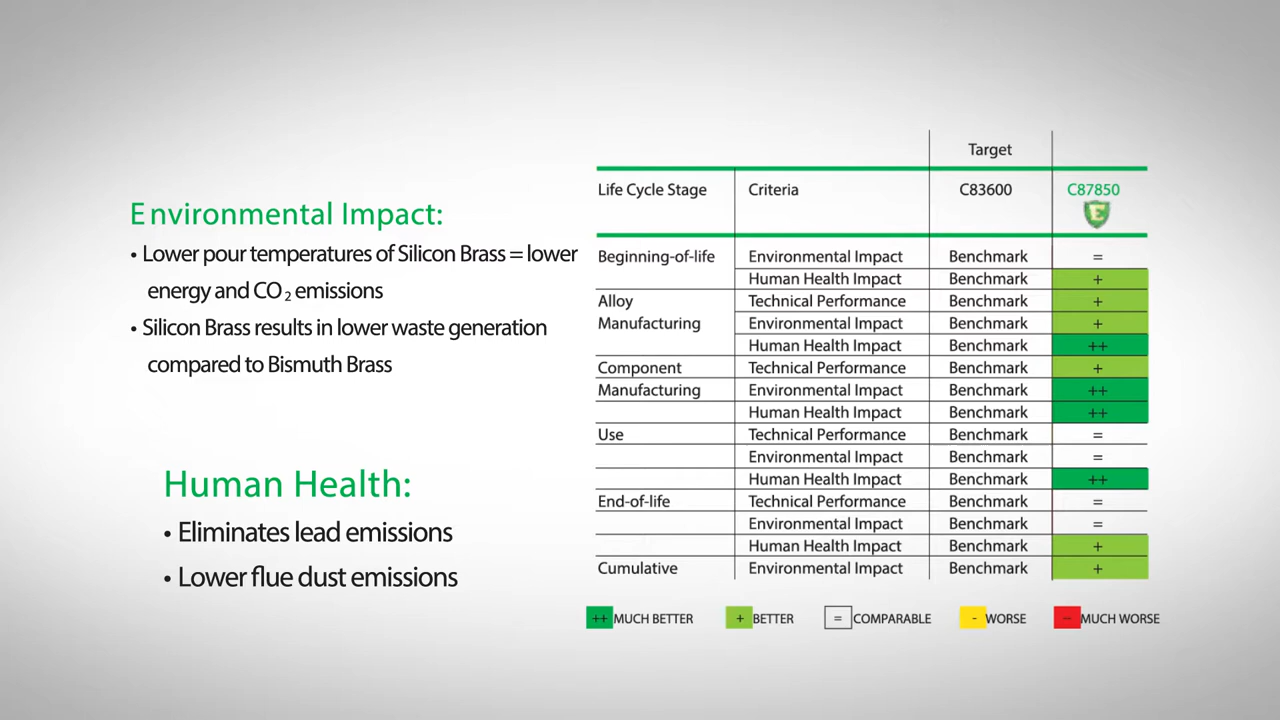 Environmental Impact:
• Lower pour temperatures of Silicon Brass = lower
energy and CO₂ emissions
• Silicon Brass results in lower waste generation
compared to Bismuth Brass
Human Health:
• Eliminates lead emissions
• Lower flue dust emissions
Target
Life Cycle Stage Criteria C83600 C87850
E
Beginning-of-life Environmental Impact Benchmark =
Human Health Impact Benchmark +
Alloy Technical Performance Benchmark +
Manufacturing Environmental Impact Benchmark +
Human Health Impact Benchmark ++
Component Technical Performance Benchmark +
Manufacturing Environmental Impact Benchmark ++
Human Health Impact Benchmark ++
Use Technical Performance Benchmark =
Environmental Impact Benchmark =
Human Health Impact Benchmark ++
End-of-life Technical Performance Benchmark =
Environmental Impact Benchmark =
Human Health Impact Benchmark +
Cumulative Environmental Impact Benchmark +
++ MUCH BETTER + BETTER = COMPARABLE - WORSE -- MUCH WORSE